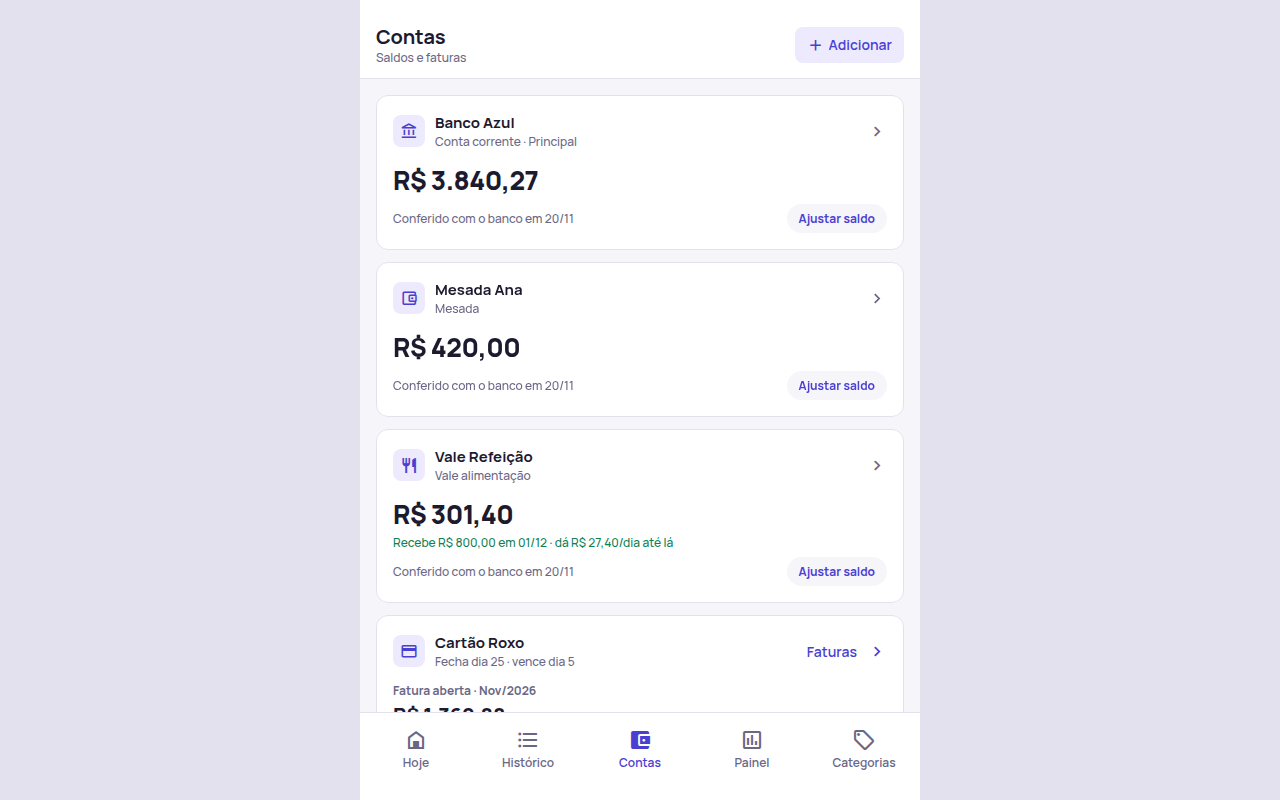 Contas
Saldos e faturas
Adicionar
Banco Azul
Conta corrente · Principal
R$ 3.840,27
Conferido com o banco em 20/11
Ajustar saldo
Mesada Ana
Mesada
R$ 420,00
Conferido com o banco em 20/11
Ajustar saldo
Vale Refeição
Vale alimentação
R$ 301,40
Recebe R$ 800,00 em 01/12 · dá R$ 27,40/dia até lá
Conferido com o banco em 20/11
Ajustar saldo
Cartão Roxo
Fecha dia 25 · vence dia 5
Faturas
Fatura aberta · Nov/2026
Hoje
Histórico
Contas
Painel
Categorias